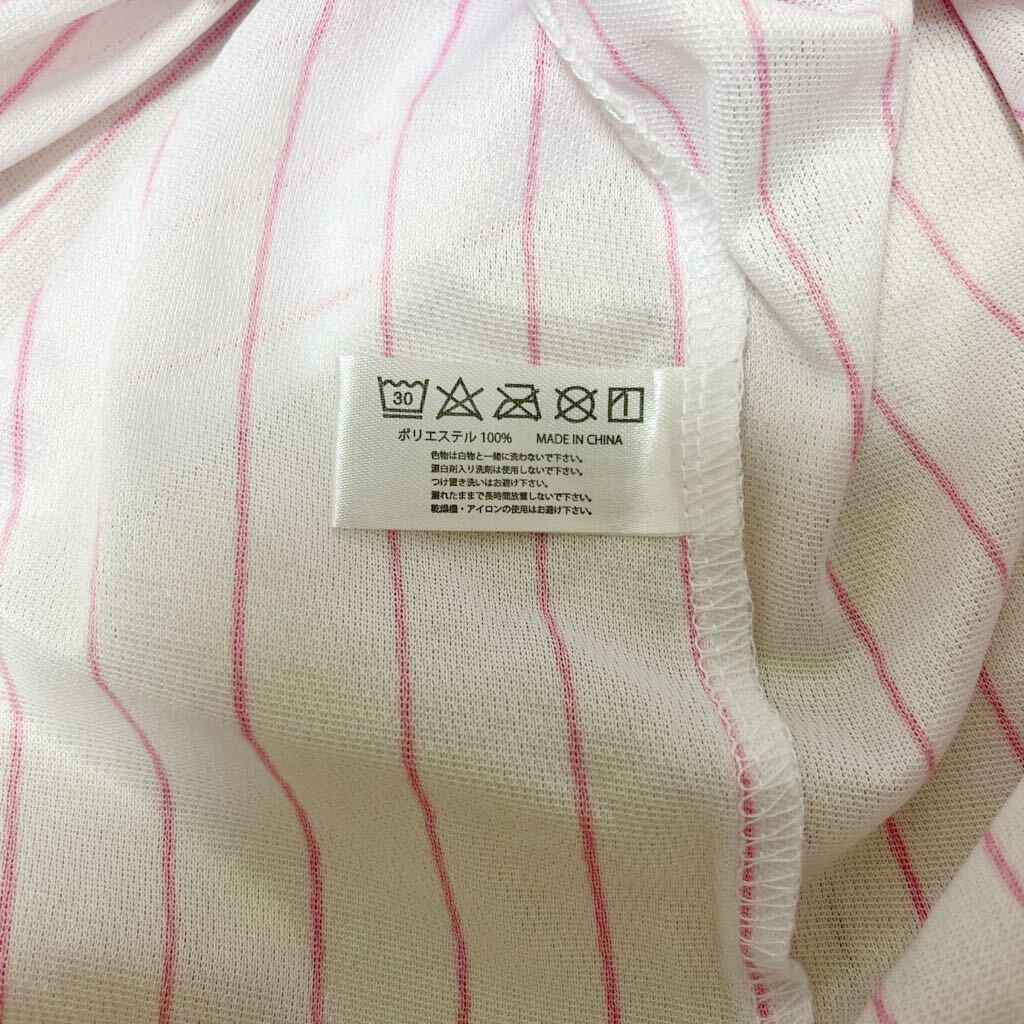 30
ポリエステル 100% MADE IN CHINA
色物は白物と一緒に洗わないで下さい。
漂白剤入り洗剤は使用しないで下さい。
つけ置き洗いはお避け下さい。
濡れたままで長時間放置しないで下さい。
乾燥機・アイロンの使用はお避け下さい。